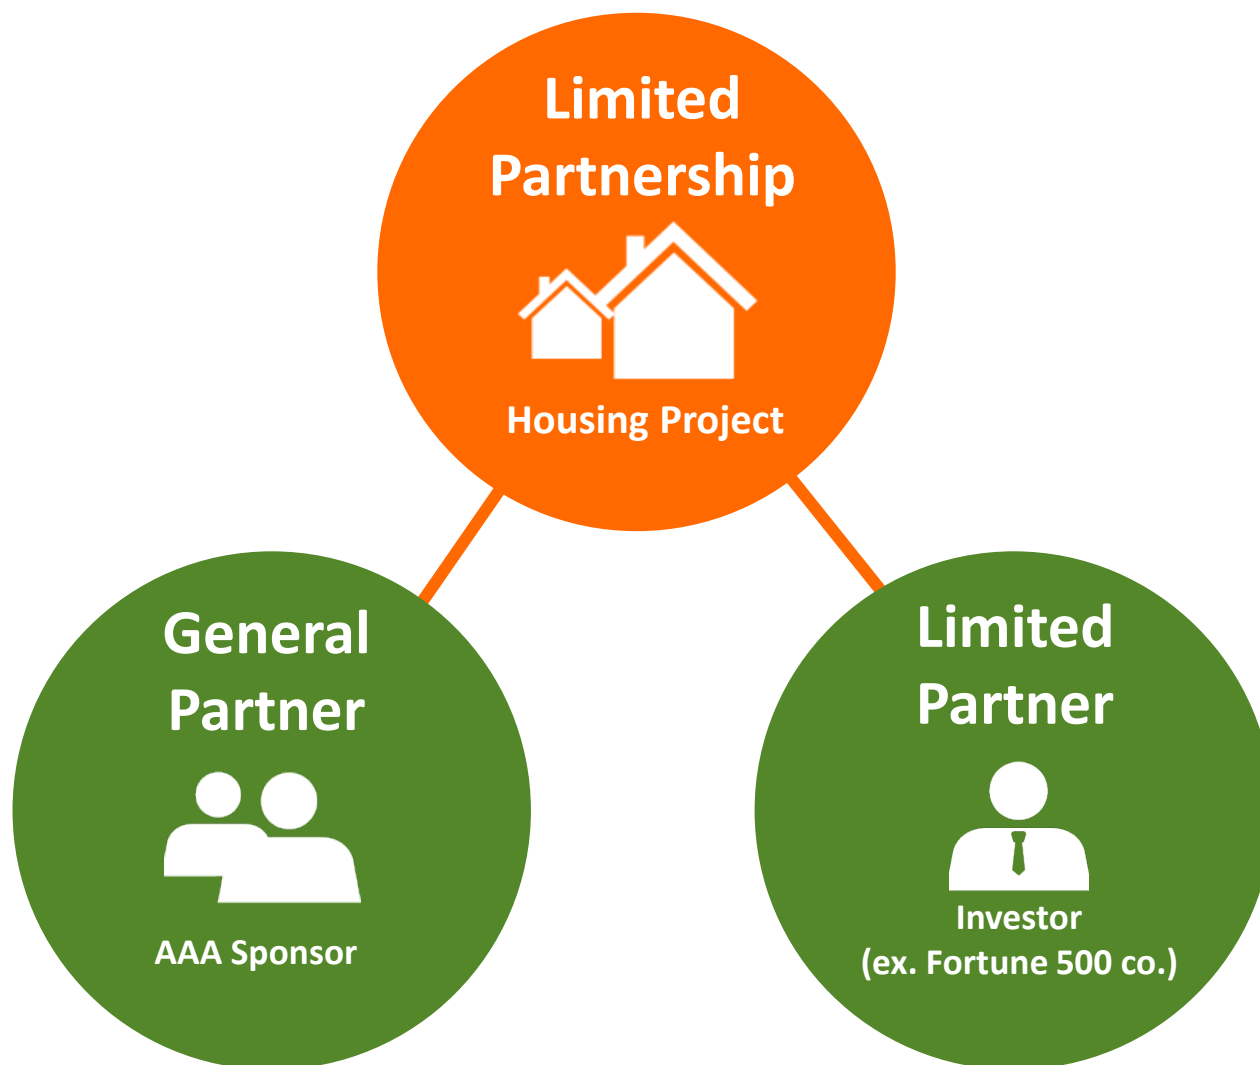 Limited
Partnership
Housing Project
General
Partner
AAA Sponsor
Limited
Partner
Investor
(ex. Fortune 500 co.)